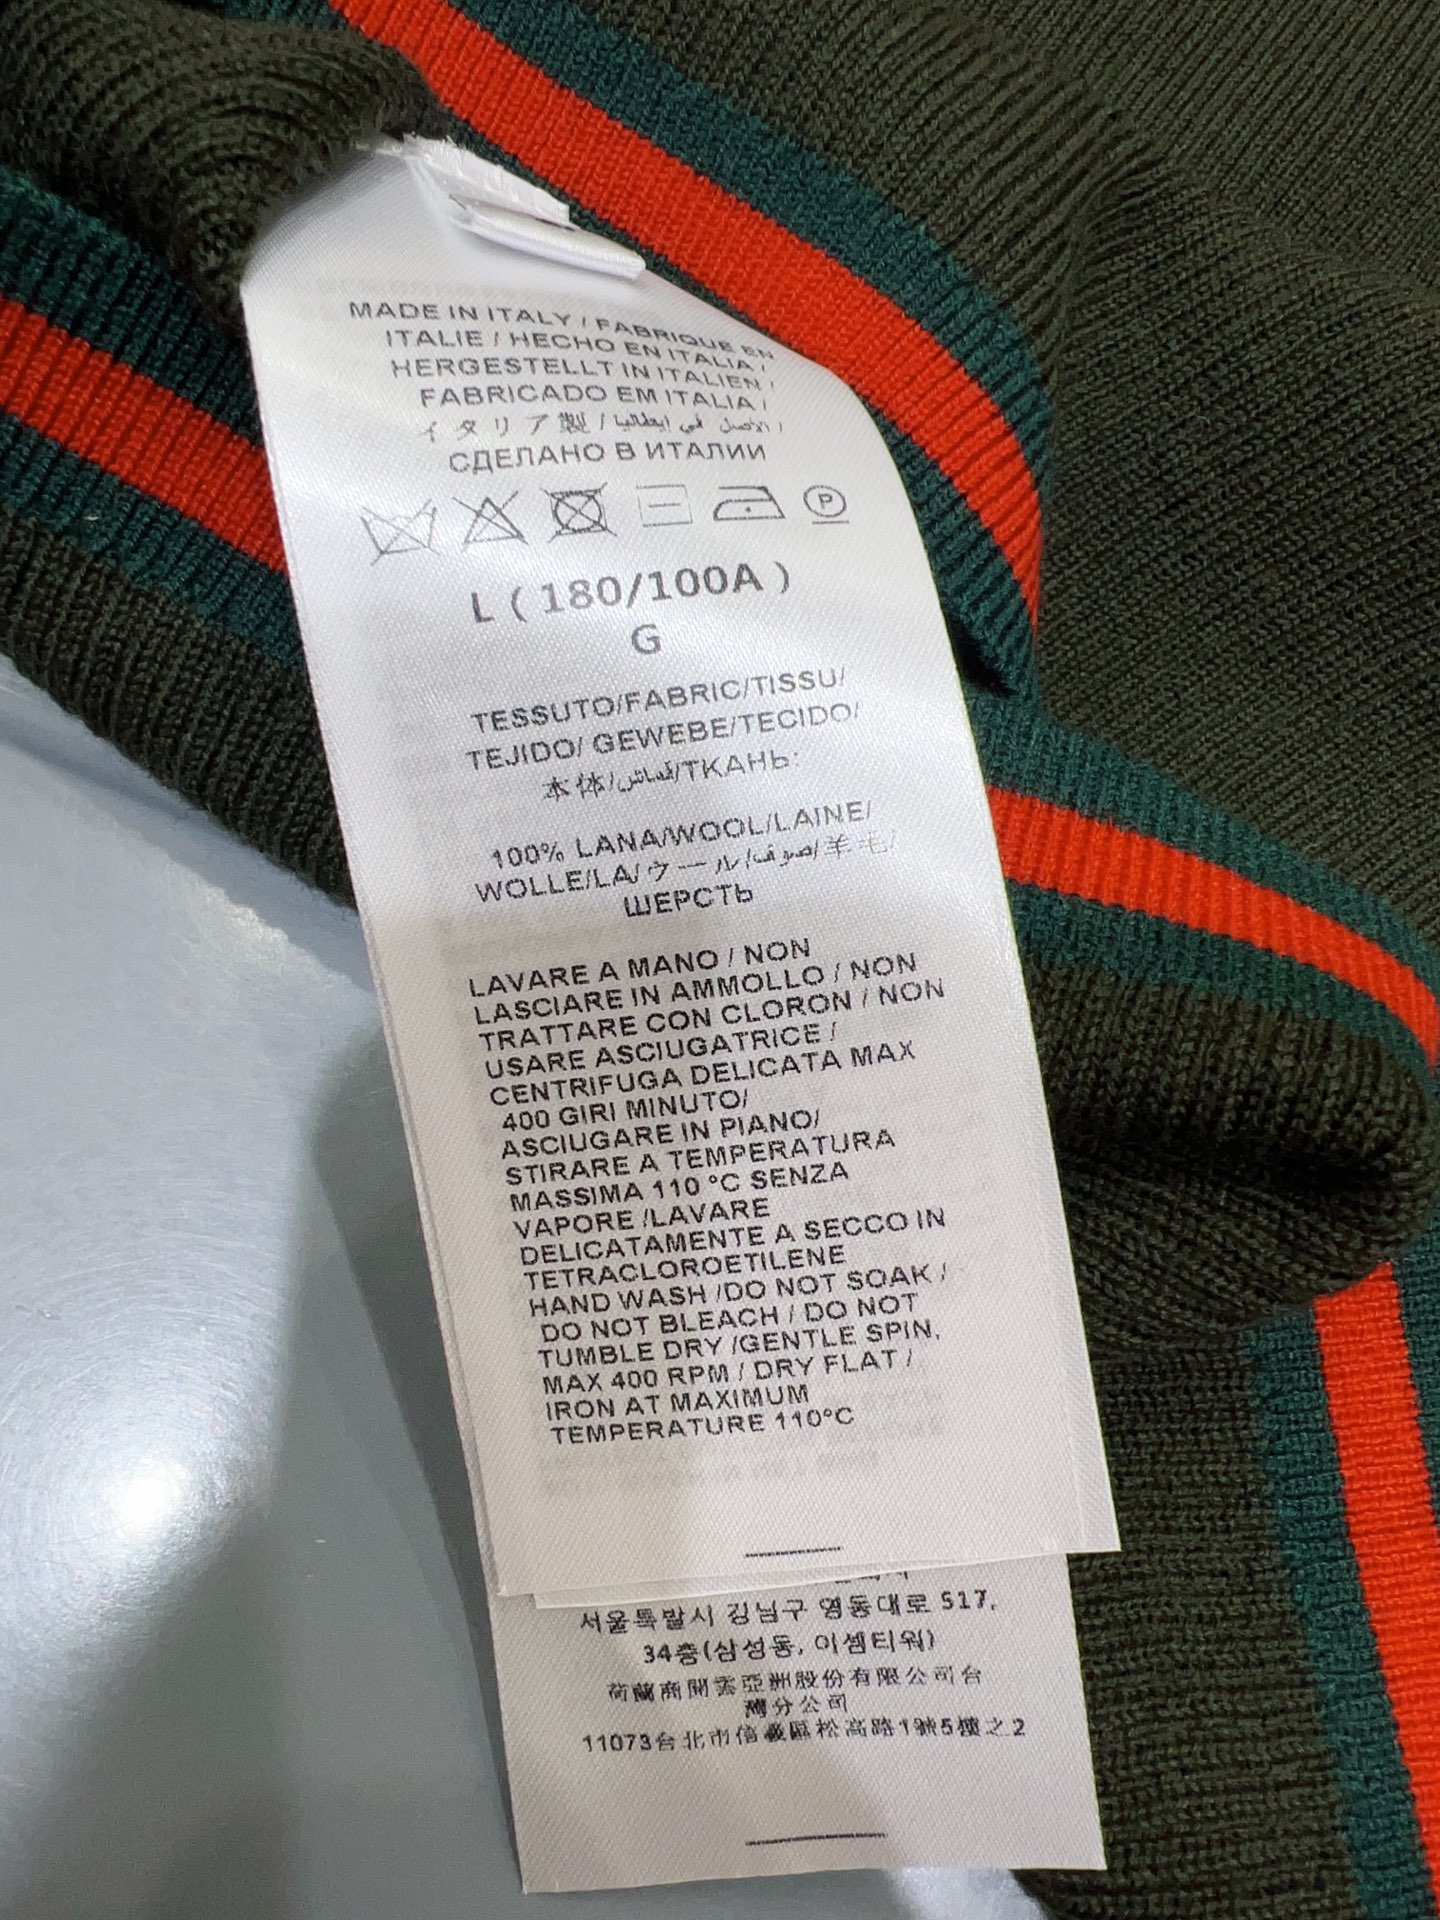 MADE IN ITALY / FABRIQUE EN
ITALIE / HECHO EN ITALIA /
HERGESTELLT IN ITALIEN /
FABRICADO EM ITALIA /
イタリア製 / الاصل في إيطاليا /
СДЕЛАНО В ИТАЛИИ
P
L ( 180/100A )
G
TESSUTO/FABRIC/TISSU/
TEJIDO/ GEWEBE/TECIDO/
本体/قماش/ТКАНЬ:
100% LANA/WOOL/LAINE/
WOLLE/LA/ウール/صوف/羊毛/
ШЕРСТЬ
LAVARE A MANO / NON
LASCIARE IN AMMOLLO / NON
TRATTARE CON CLORON / NON
USARE ASCIUGATRICE /
CENTRIFUGA DELICATA MAX
400 GIRI MINUTO/
ASCIUGARE IN PIANO/
STIRARE A TEMPERATURA
MASSIMA 110 °C SENZA
VAPORE /LAVARE
DELICATAMENTE A SECCO IN
TETRACLOROETILENE
HAND WASH /DO NOT SOAK /
DO NOT BLEACH / DO NOT
TUMBLE DRY /GENTLE SPIN,
MAX 400 RPM / DRY FLAT /
IRON AT MAXIMUM
TEMPERATURE 110°C
서울특발시 김님구 영동대로 517,
34층(삼성동, 이셈티워)
荷蘭商開雲亞洲股份有限公司台
灣分公司
11073台北市信義區松高路1號5樓之2